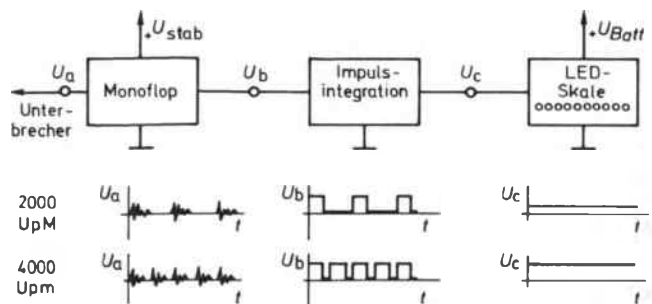 +Ustab
+UBatt
Ua
Ub
Uc
Monoflop
Impuls-
integration
LED-
Skale
Unter-
brecher
2000
UpM
Ua
t
Ub
t
Uc
t
4000
Upm
Ua
t
Ub
t
Uc
t